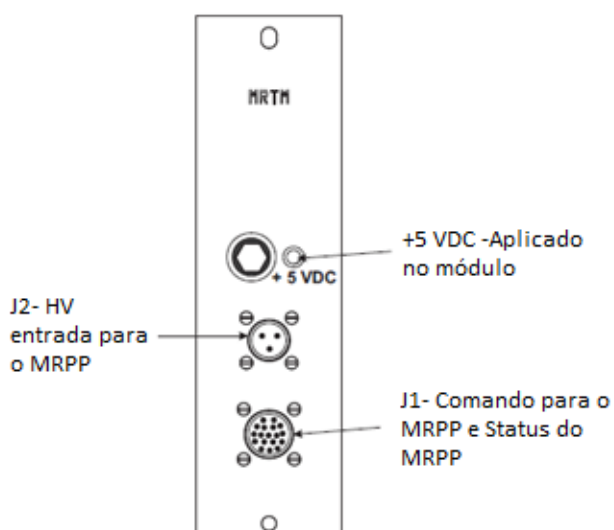 MRTM
+5 VDC -Aplicado
no módulo
+ 5 VDC
J2- HV
entrada para
o MRPP
J1- Comando para o
MRPP e Status do
MRPP